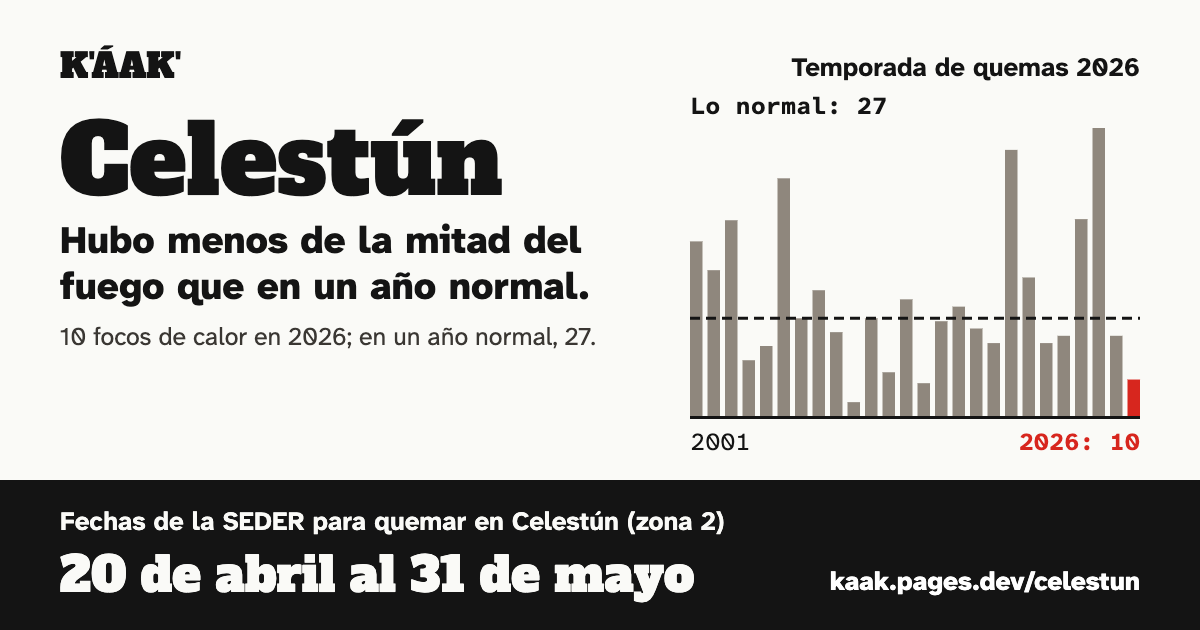 K'ÁAK'
Celestún
Hubo menos de la mitad del
fuego que en un año normal.
10 focos de calor en 2026; en un año normal, 27.
Temporada de quemas 2026
Lo normal: 27
2001
2026: 10
Fechas de la SEDER para quemar en Celestún (zona 2)
20 de abril al 31 de mayo
kaak.pages.dev/celestun